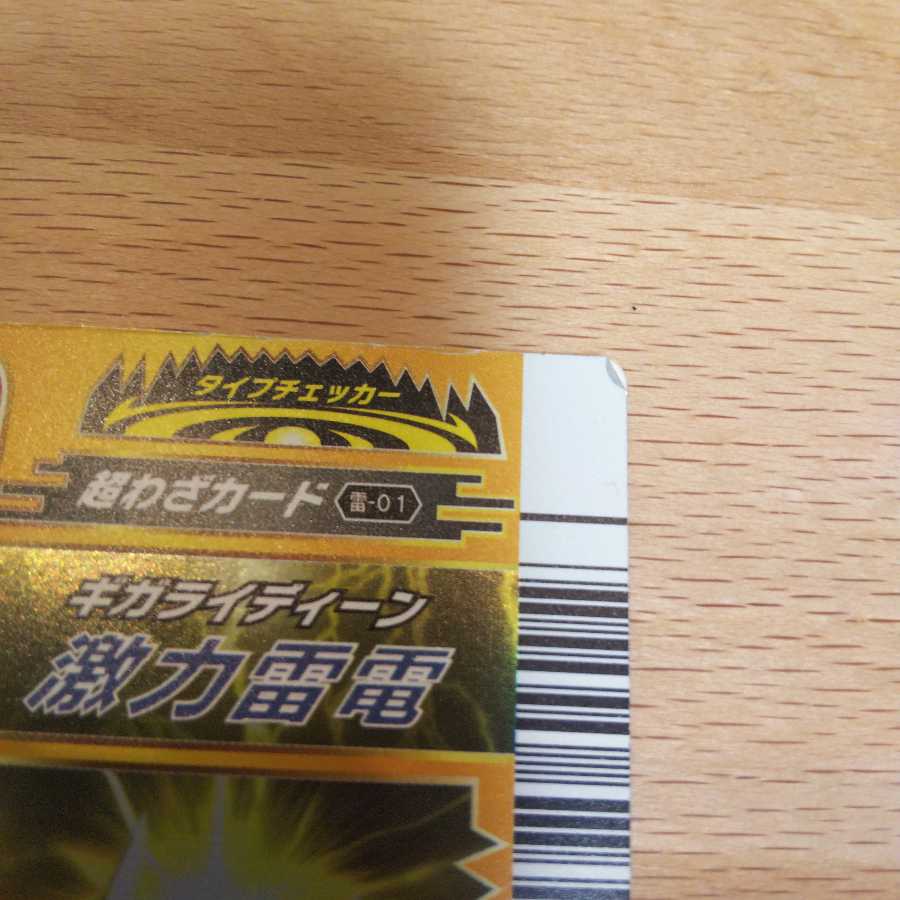 タイプチェッカー
超わざカード 雷-01
ギガライディーン
激力雷電